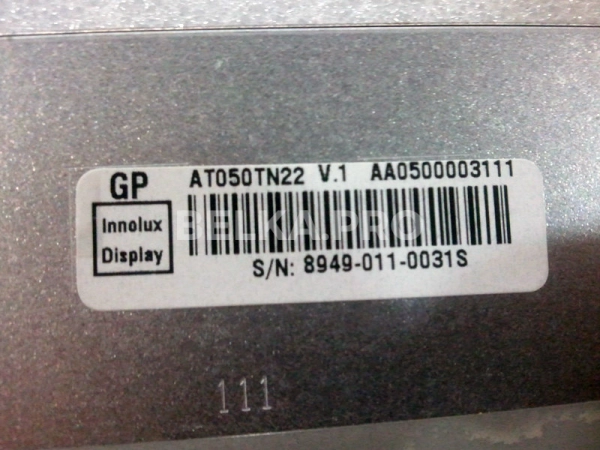 GP AT050TN22 V.1 AA0500003111
Innolux
Display
BELKA.PRO
S/N: 8949-011-0031S
111